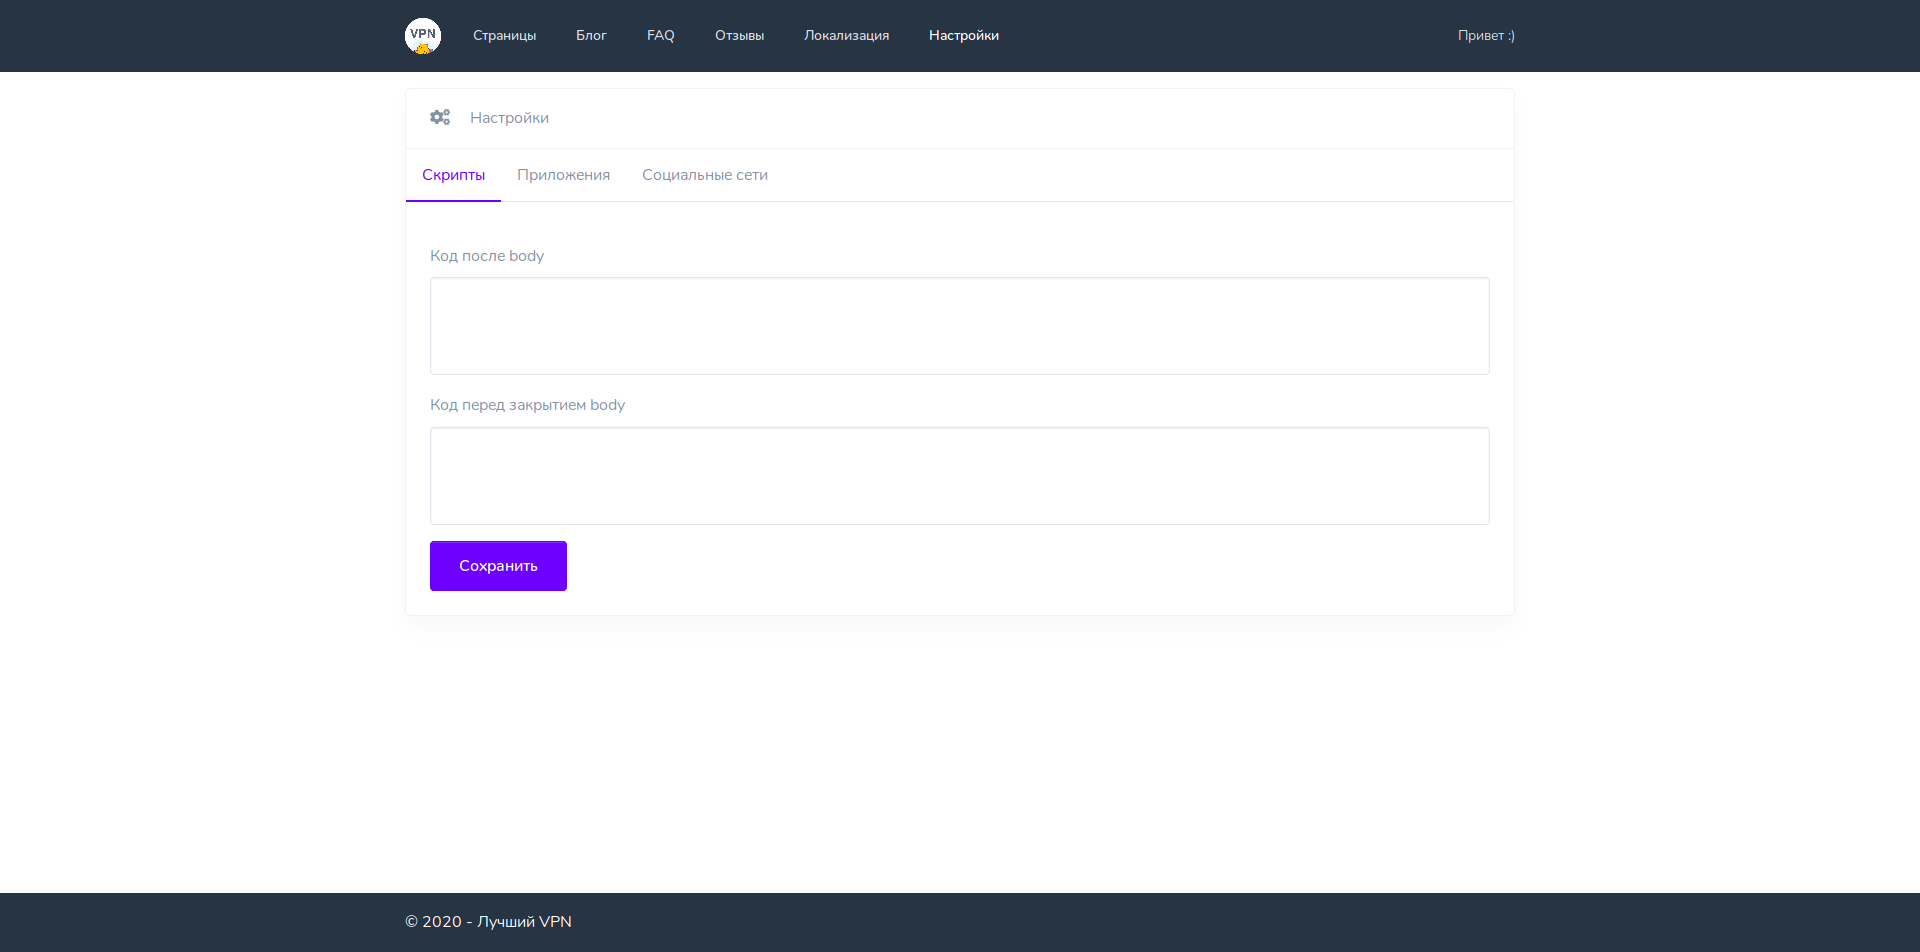 VPN
Страницы Блог FAQ Отзывы Локализация Настройки Привет :)
Настройки
Скрипты Приложения Социальные сети
Код после body
Код перед закрытием body
Сохранить
© 2020 - Лучший VPN